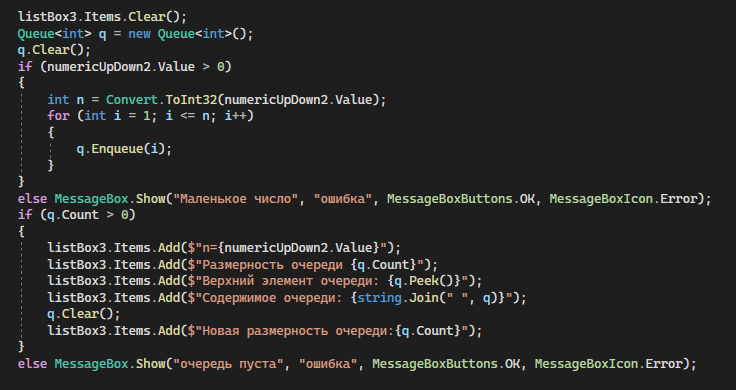 listBox3.Items.Clear();
Queue<int> q = new Queue<int>();
q.Clear();
if (numericUpDown2.Value > 0)
{
    int n = Convert.ToInt32(numericUpDown2.Value);
    for (int i = 1; i <= n; i++)
    {
        q.Enqueue(i);
    }
}
else MessageBox.Show("Маленькое число", "ошибка", MessageBoxButtons.OK, MessageBoxIcon.Error);
if (q.Count > 0)
{
    listBox3.Items.Add($"n={numericUpDown2.Value}");
    listBox3.Items.Add($"Размерность очереди {q.Count}");
    listBox3.Items.Add($"Верхний элемент очереди: {q.Peek()}");
    listBox3.Items.Add($"Содержимое очереди: {string.Join(" ", q)}");
    q.Clear();
    listBox3.Items.Add($"Новая размерность очереди:{q.Count}");
}
else MessageBox.Show("очередь пуста", "ошибка", MessageBoxButtons.OK, MessageBoxIcon.Error);